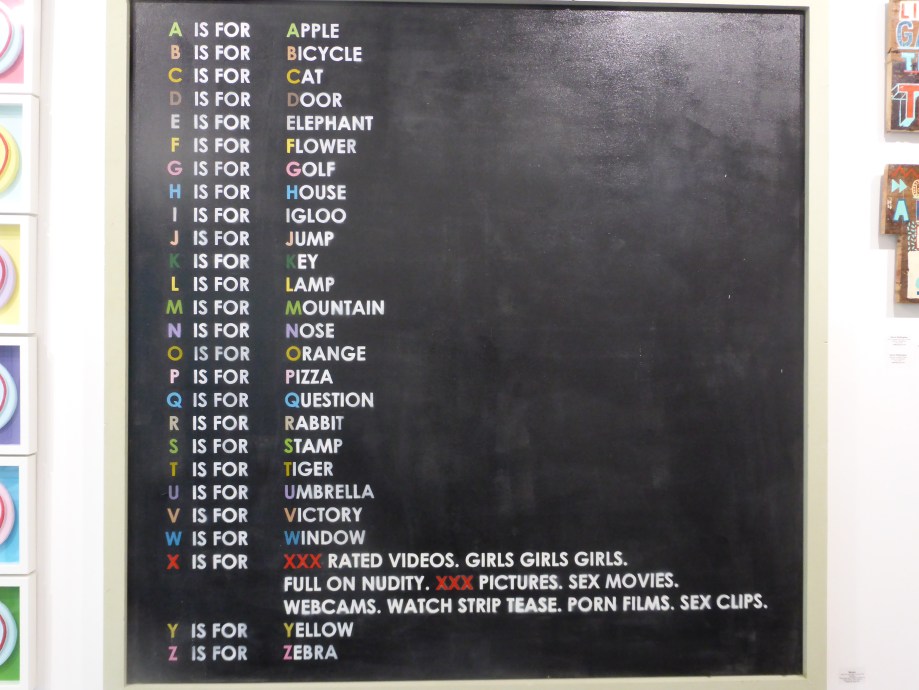 A IS FOR APPLE
B IS FOR BICYCLE
C IS FOR CAT
D IS FOR DOOR
E IS FOR ELEPHANT
F IS FOR FLOWER
G IS FOR GOLF
H IS FOR HOUSE
I IS FOR IGLOO
J IS FOR JUMP
K IS FOR KEY
L IS FOR LAMP
M IS FOR MOUNTAIN
N IS FOR NOSE
O IS FOR ORANGE
P IS FOR PIZZA
Q IS FOR QUESTION
R IS FOR RABBIT
S IS FOR STAMP
T IS FOR TIGER
U IS FOR UMBRELLA
V IS FOR VICTORY
W IS FOR WINDOW
X IS FOR XXX RATED VIDEOS. GIRLS GIRLS GIRLS.
FULL ON NUDITY. XXX PICTURES. SEX MOVIES.
WEBCAMS. WATCH STRIP TEASE. PORN FILMS. SEX CLIPS.
Y IS FOR YELLOW
Z IS FOR ZEBRA